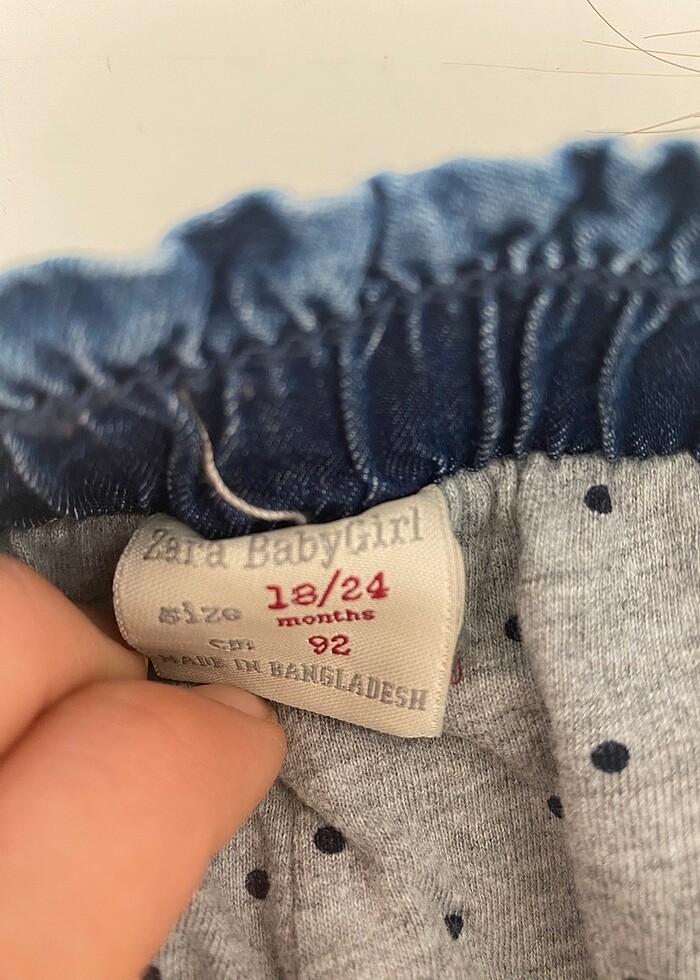 Zara BabyGirl
size 18/24
months
cm 92
MADE IN BANGLADESH